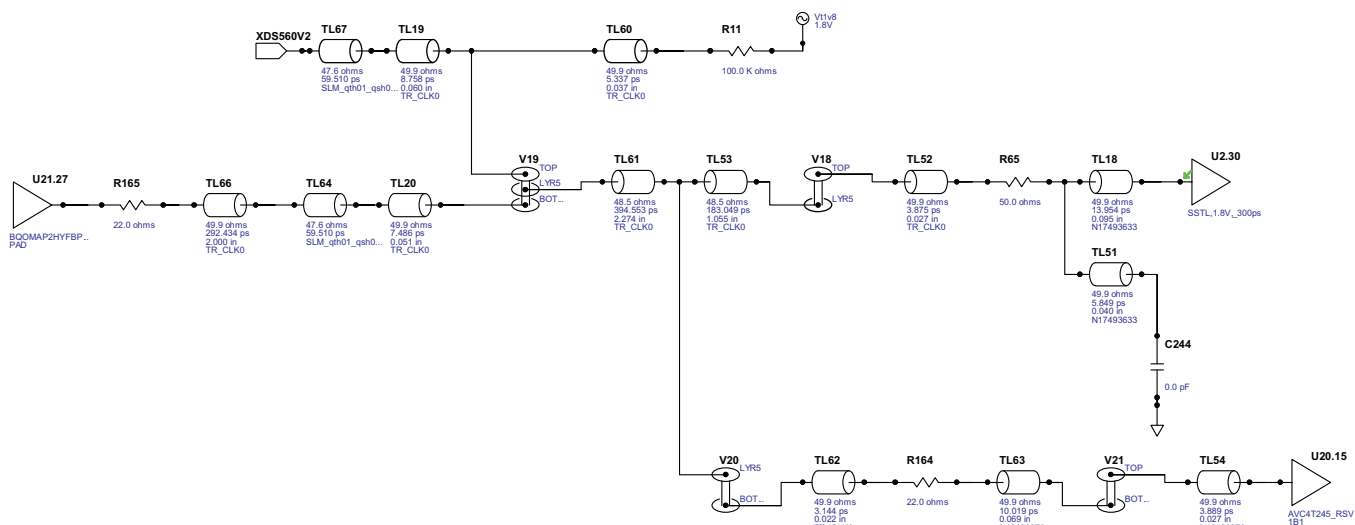 XDS560V2
TL67
47.6 ohms
59.510 ps
SLM_qth01_qsh0...
TL19
49.9 ohms
8.758 ps
0.060 in
TR_CLK0
TL60
49.9 ohms
5.337 ps
0.037 in
TR_CLK0
R11
100.0 K ohms
Vt1v8
1.8V
U21.27
BQOMAP2HYFBP...
PAD
R165
22.0 ohms
TL66
49.9 ohms
292.434 ps
2.000 in
TR_CLK0
TL64
47.6 ohms
59.510 ps
SLM_qth01_qsh0...
TL20
49.9 ohms
7.486 ps
0.051 in
TR_CLK0
V19
TOP
LYR5
BOT...
TL61
48.5 ohms
394.553 ps
2.274 in
TR_CLK0
TL53
48.5 ohms
183.049 ps
1.055 in
TR_CLK0
V18
TOP
LYR5
TL52
49.9 ohms
3.875 ps
0.027 in
TR_CLK0
R65
50.0 ohms
TL18
49.9 ohms
13.954 ps
0.095 in
N17493633
U2.30
SSTL,1.8V,_300ps
TL51
49.9 ohms
5.849 ps
0.040 in
N17493633
C244
0.0 pF
V20
LYR5
BOT...
TL62
49.9 ohms
3.144 ps
0.022 in
R164
22.0 ohms
TL63
49.9 ohms
10.019 ps
0.069 in
V21
TOP
BOT...
TL54
49.9 ohms
3.889 ps
0.027 in
U20.15
AVC4T245_RSV
1B1